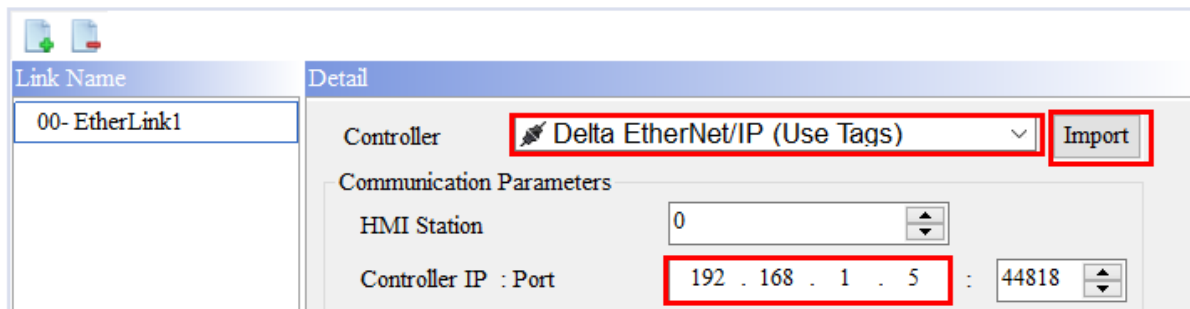 Link Name
Detail
00- EtherLink1
Controller Delta EtherNet/IP (Use Tags) Import
Communication Parameters
HMI Station 0
Controller IP : Port 192 . 168 . 1 . 5 : 44818